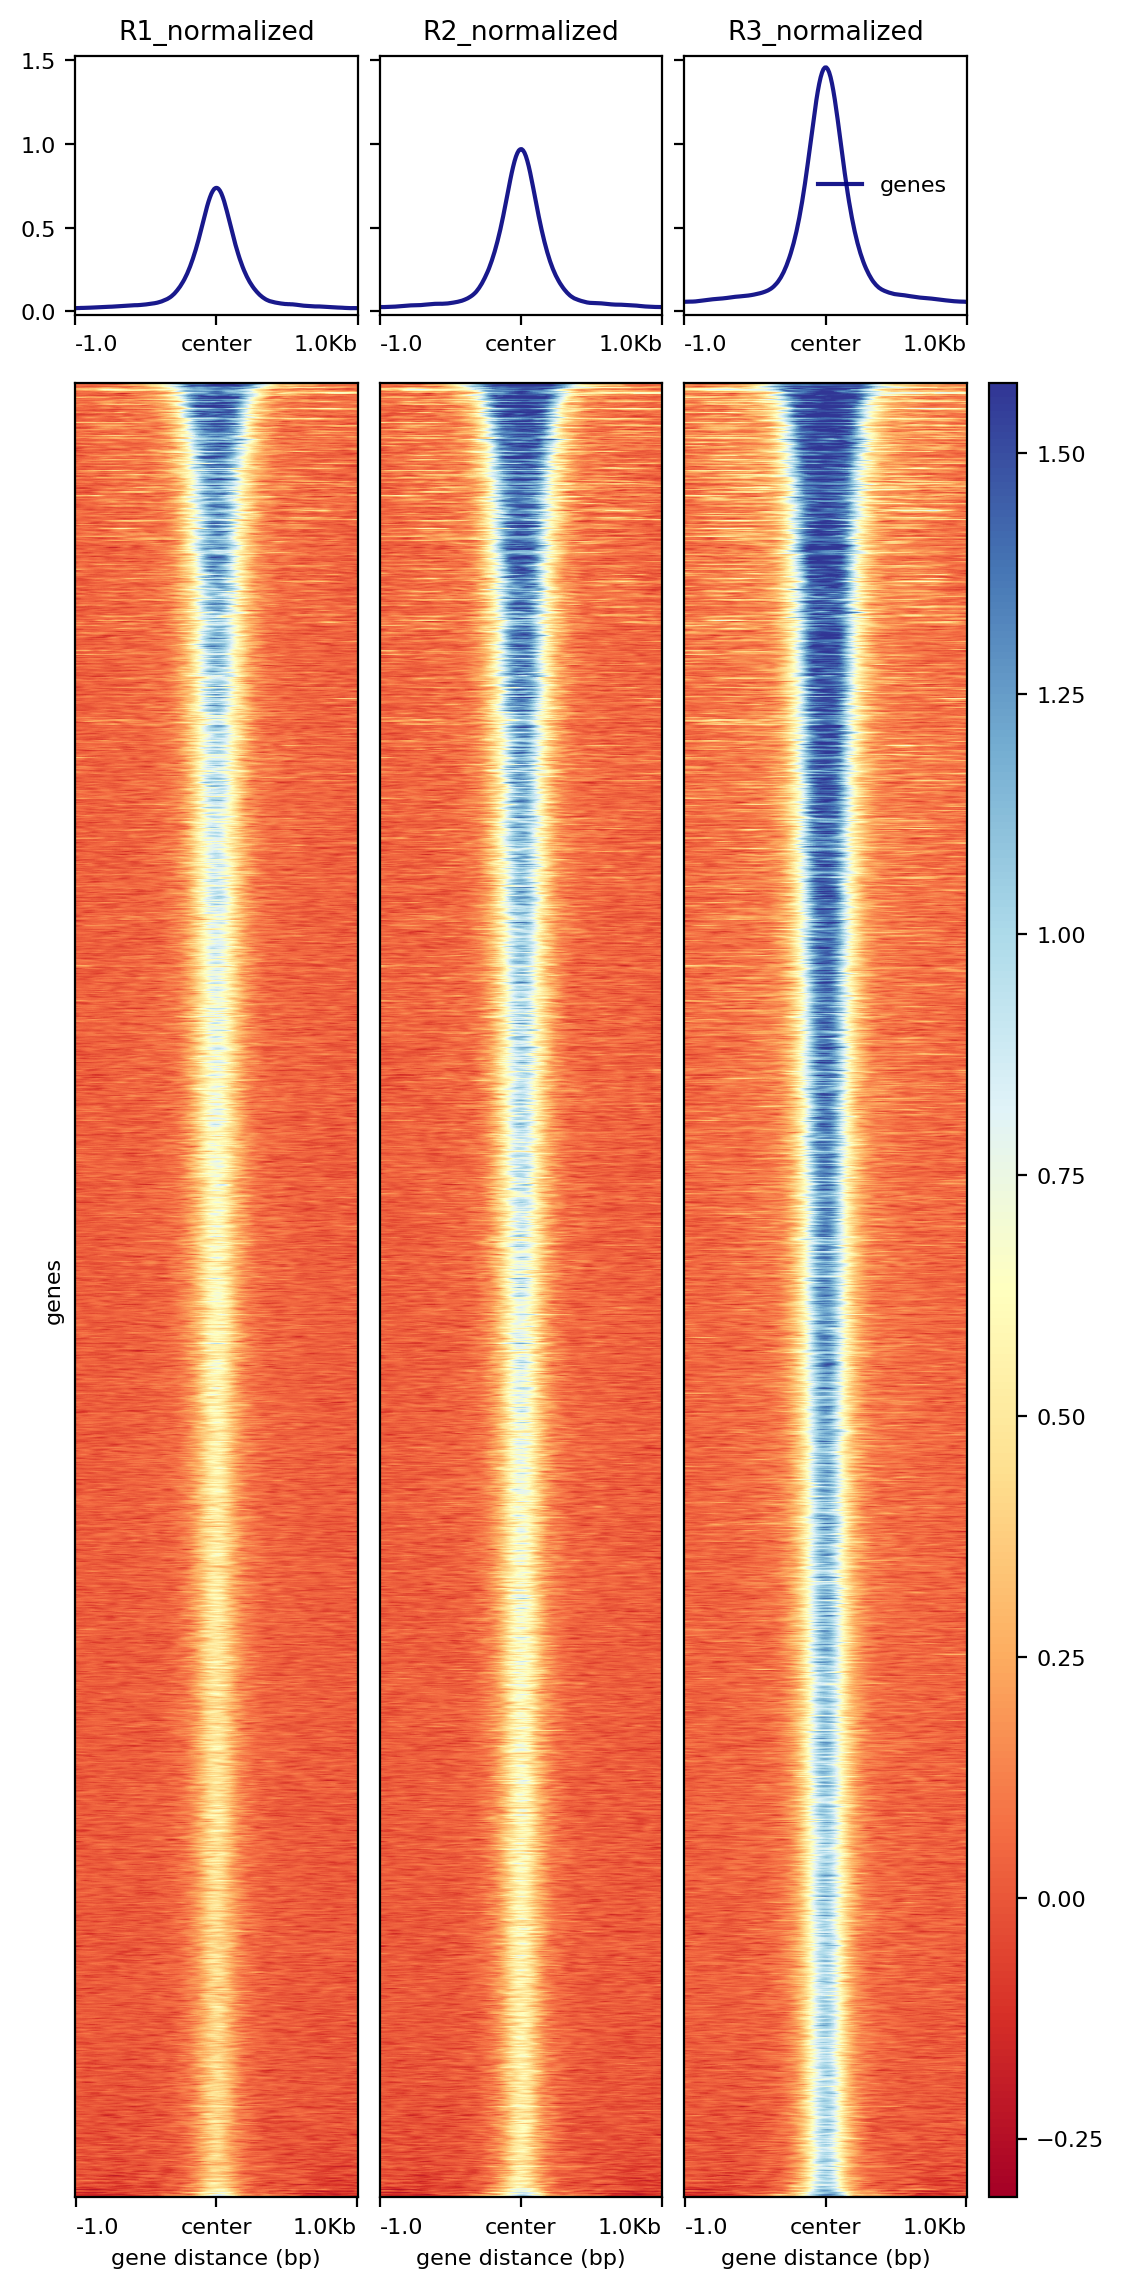 R1_normalized R2_normalized R3_normalized
1.5
1.0
0.5
0.0
genes
-1.0 center 1.0Kb -1.0 center 1.0Kb -1.0 center 1.0Kb
genes
1.50
1.25
1.00
0.75
0.50
0.25
0.00
−0.25
-1.0 center 1.0Kb -1.0 center 1.0Kb -1.0 center 1.0Kb
gene distance (bp) gene distance (bp) gene distance (bp)